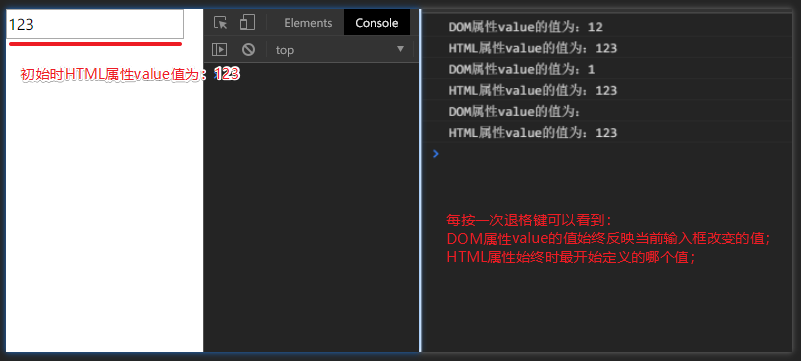 123
初始时HTML属性value值为：123
Elements
Console
top
DOM属性value的值为：12
HTML属性value的值为：123
DOM属性value的值为：1
HTML属性value的值为：123
DOM属性value的值为：
HTML属性value的值为：123
每按一次退格键可以看到：
DOM属性value的值始终反映当前输入框改变的值；
HTML属性始终时最开始定义的哪个值；